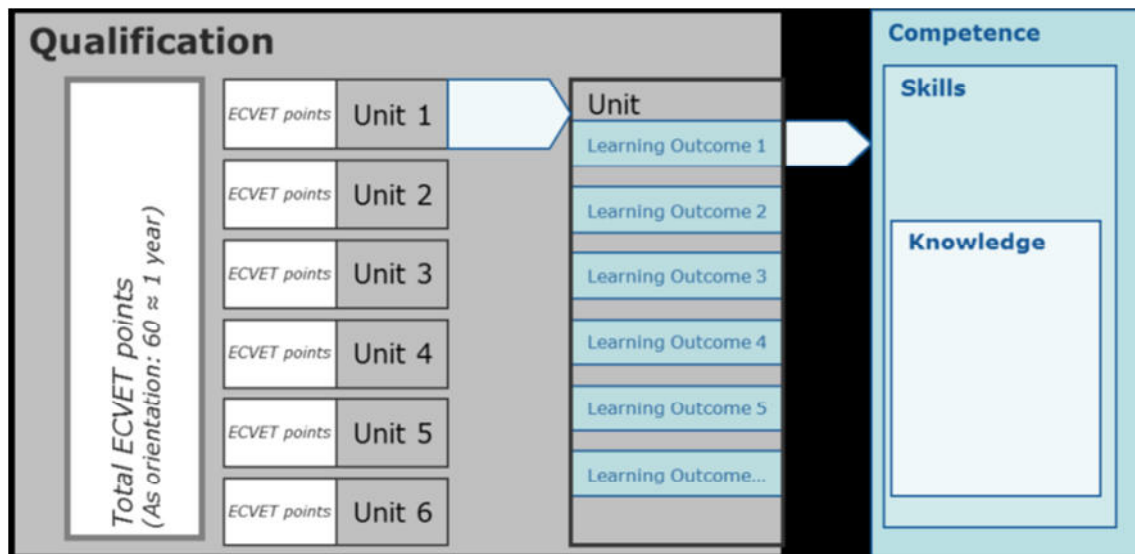 Qualification
Total ECVET points
(As orientation: 60 ≈ 1 year)
ECVET points Unit 1
ECVET points Unit 2
ECVET points Unit 3
ECVET points Unit 4
ECVET points Unit 5
ECVET points Unit 6
Unit
Learning Outcome 1
Learning Outcome 2
Learning Outcome 3
Learning Outcome 4
Learning Outcome 5
Learning Outcome...
Competence
Skills
Knowledge